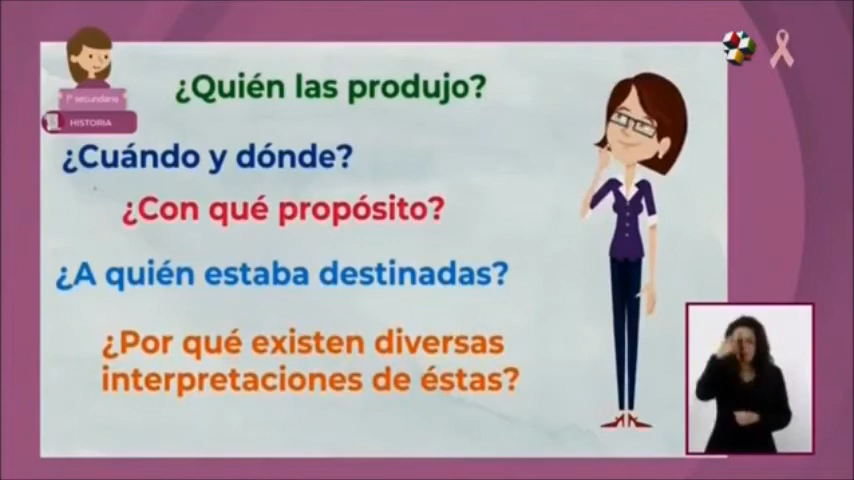 ¿Quién las produjo?
1° secundaria
HISTORIA
¿Cuándo y dónde?
¿Con qué propósito?
¿A quién estaba destinadas?
¿Por qué existen diversas
interpretaciones de éstas?